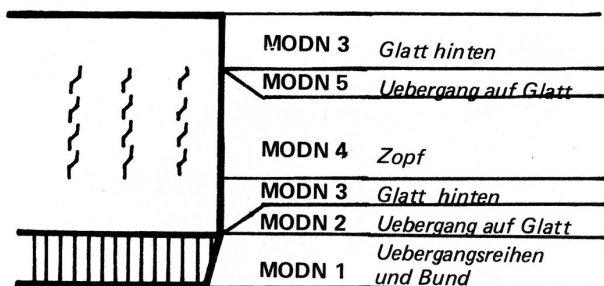 MODN 3 Glatt hinten
MODN 5 Uebergang auf Glatt
MODN 4 Zopf
MODN 3 Glatt hinten
MODN 2 Uebergang auf Glatt
MODN 1 Uebergangsreihen
und Bund